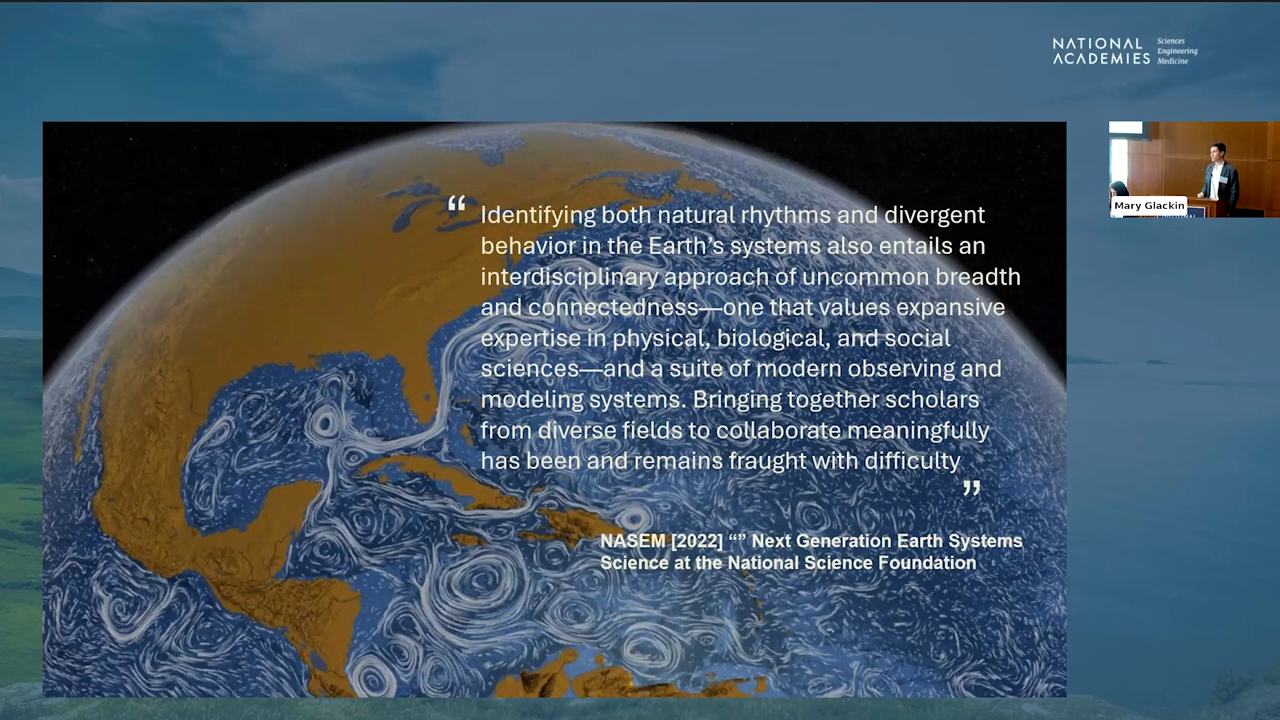 NATIONAL
ACADEMIES
Sciences
Engineering
Medicine
“ Identifying both natural rhythms and divergent
behavior in the Earth’s systems also entails an
interdisciplinary approach of uncommon breadth
and connectedness—one that values expansive
expertise in physical, biological, and social
sciences—and a suite of modern observing and
modeling systems. Bringing together scholars
from diverse fields to collaborate meaningfully
has been and remains fraught with difficulty
”
NASEM [2022] “” Next Generation Earth Systems
Science at the National Science Foundation
Mary Glackin